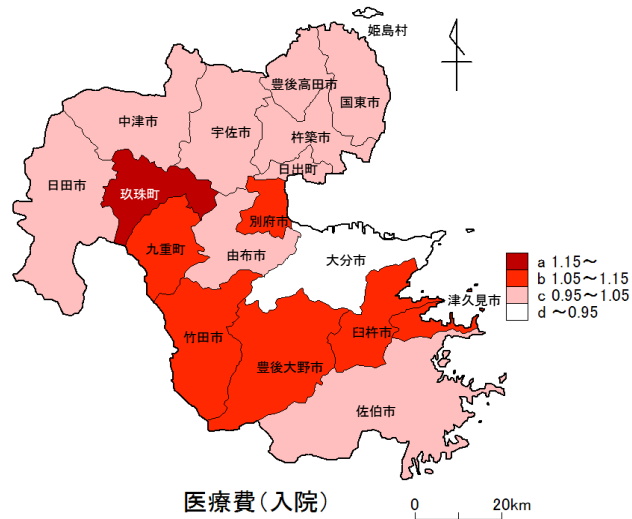 姫島村
豊後高田市
国東市
中津市
宇佐市
杵築市
日出町
日田市
玖珠町
別府市
九重町
由布市
大分市
a 1.15～
b 1.05～1.15
c 0.95～1.05
d ～0.95
津久見市
竹田市
臼杵市
豊後大野市
佐伯市
医療費(入院)
0 20km